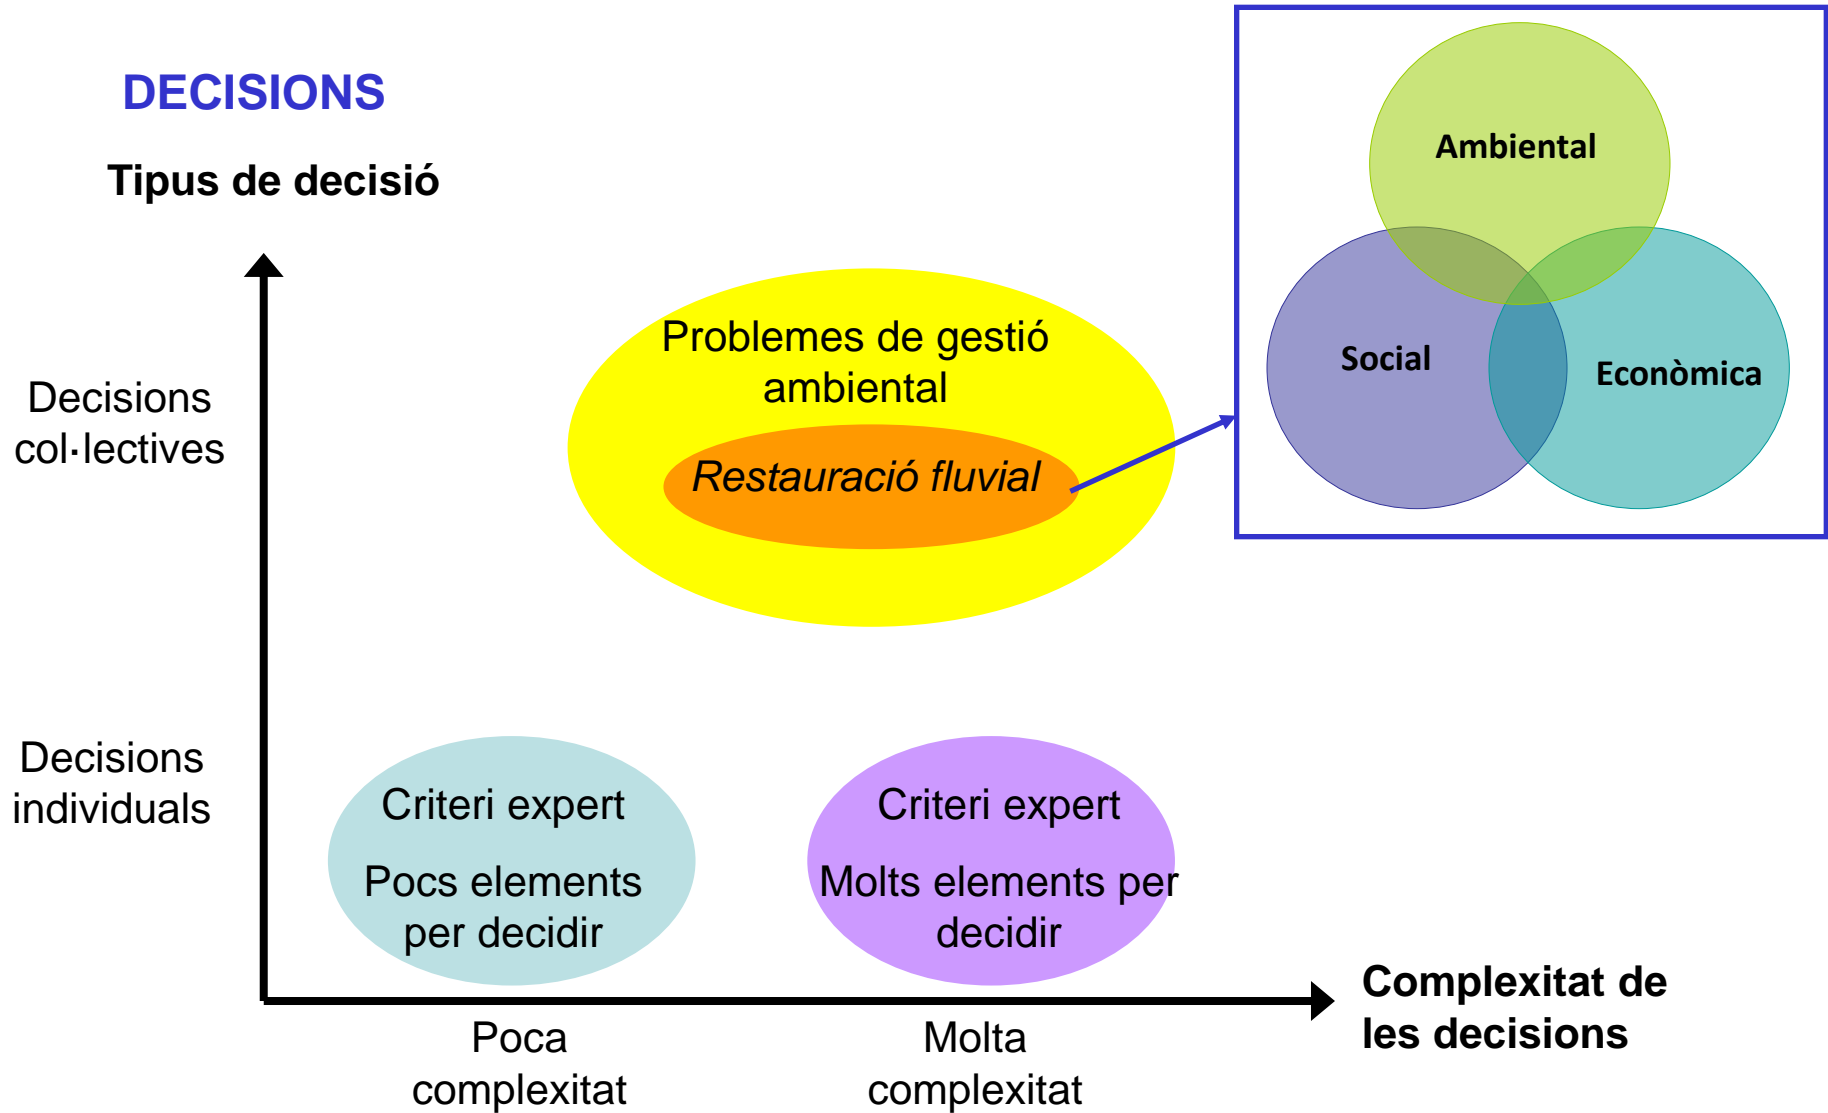 DECISIONS
Tipus de decisió
Ambiental
Social
Econòmica
Problemes de gestió
ambiental
Restauració fluvial
Decisions
col·lectives
Decisions
individuals
Criteri expert
Pocs elements
per decidir
Criteri expert
Molts elements per
decidir
Complexitat de
les decisions
Poca
complexitat
Molta
complexitat